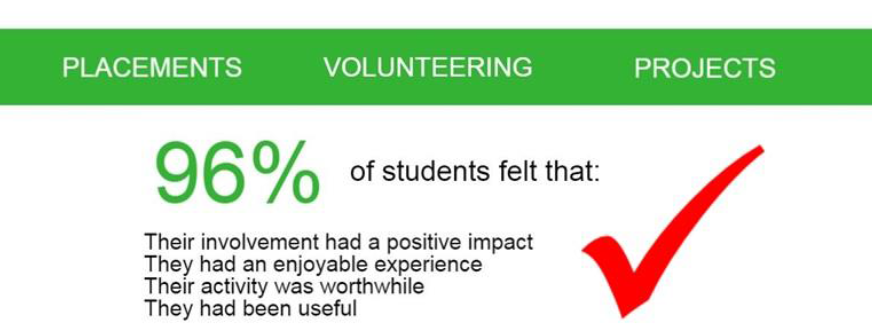 PLACEMENTS VOLUNTEERING PROJECTS
96% of students felt that:
Their involvement had a positive impact
They had an enjoyable experience
Their activity was worthwhile
They had been useful